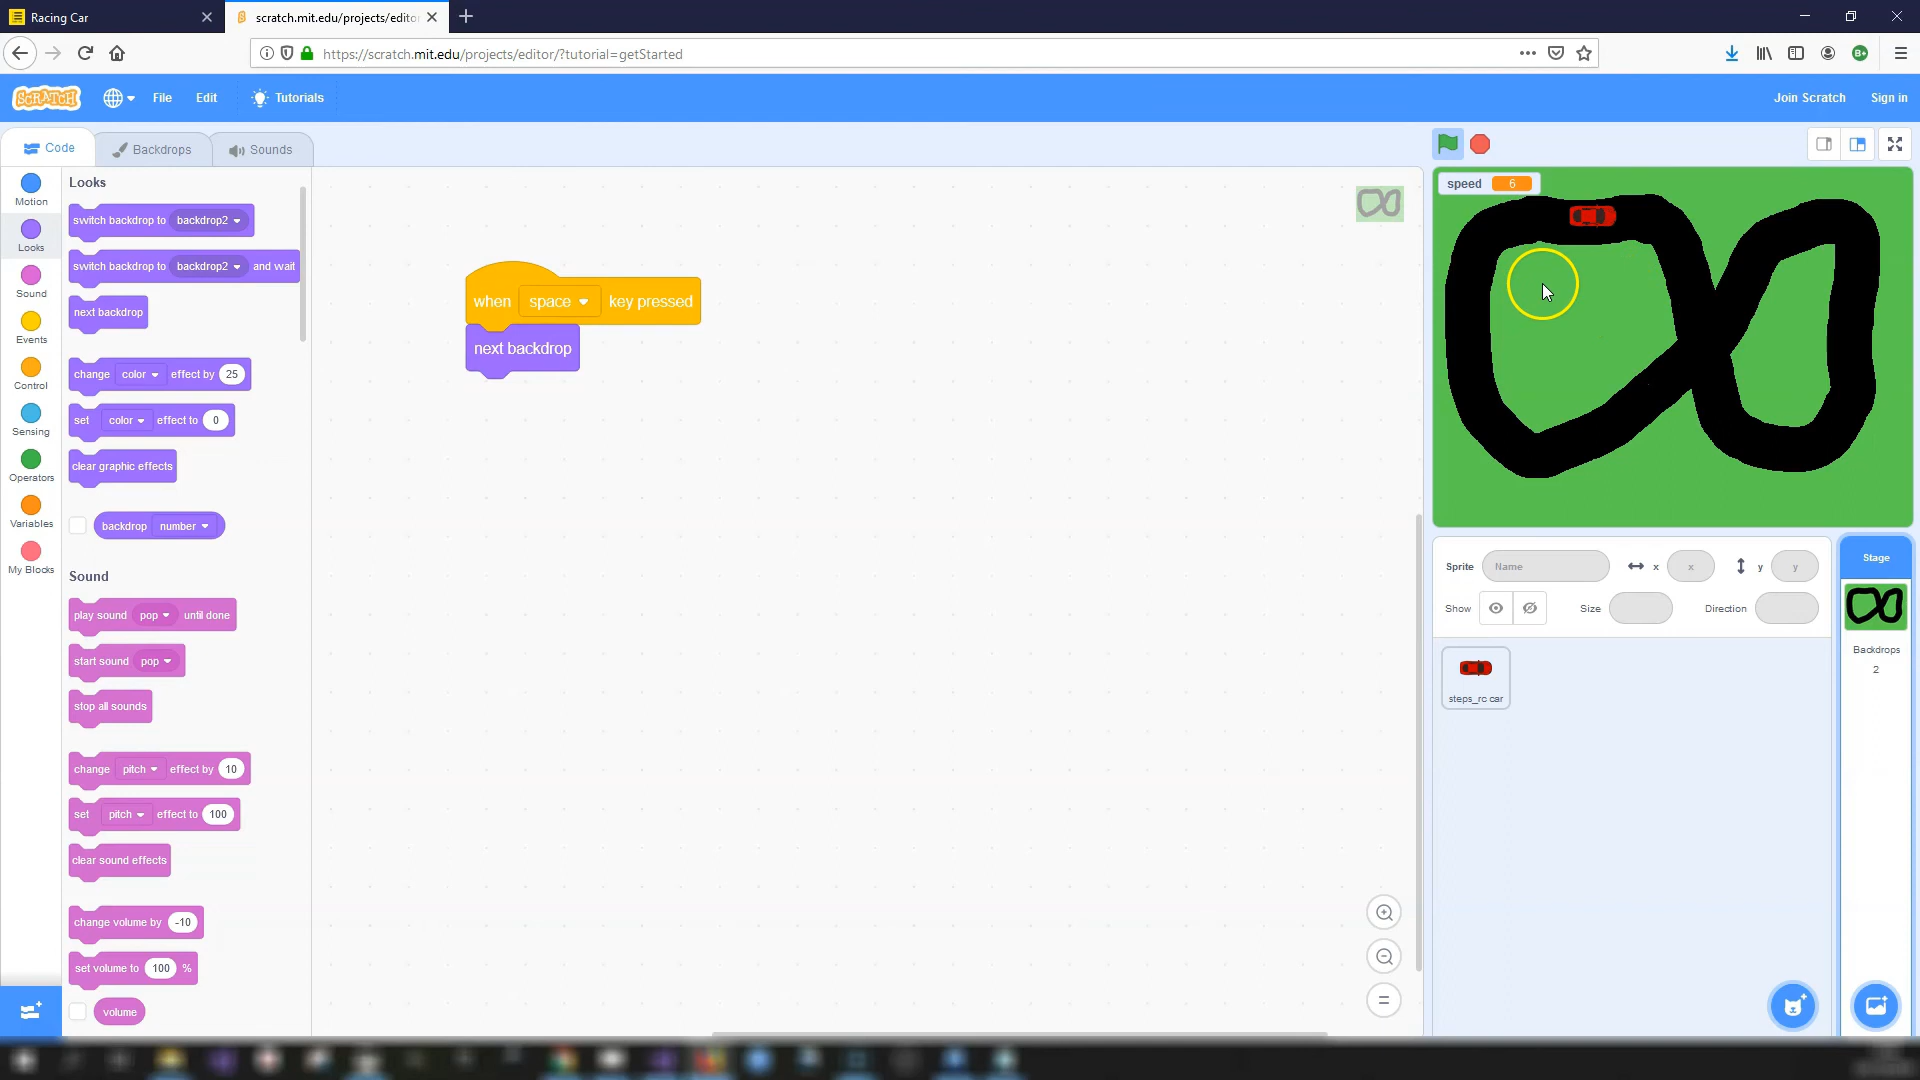 Racing Car
scratch.mit.edu/projects/editor
https://scratch.mit.edu/projects/editor/?tutorial=getStarted
B+
SCRATCH
File
Edit
Tutorials
Join Scratch
Sign in
Code
Backdrops
Sounds
Motion
Looks
Sound
Events
Control
Sensing
Operators
Variables
My Blocks
Looks
switch backdrop to backdrop2
switch backdrop to backdrop2 and wait
next backdrop
change color effect by 25
set color effect to 0
clear graphic effects
backdrop number
Sound
play sound pop until done
start sound pop
stop all sounds
change pitch effect by 10
set pitch effect to 100
clear sound effects
change volume by -10
set volume to 100 %
volume
when space key pressed
next backdrop
speed 6
Sprite Name x x y y
Show Size Direction
steps_rc car
Stage
Backdrops
2